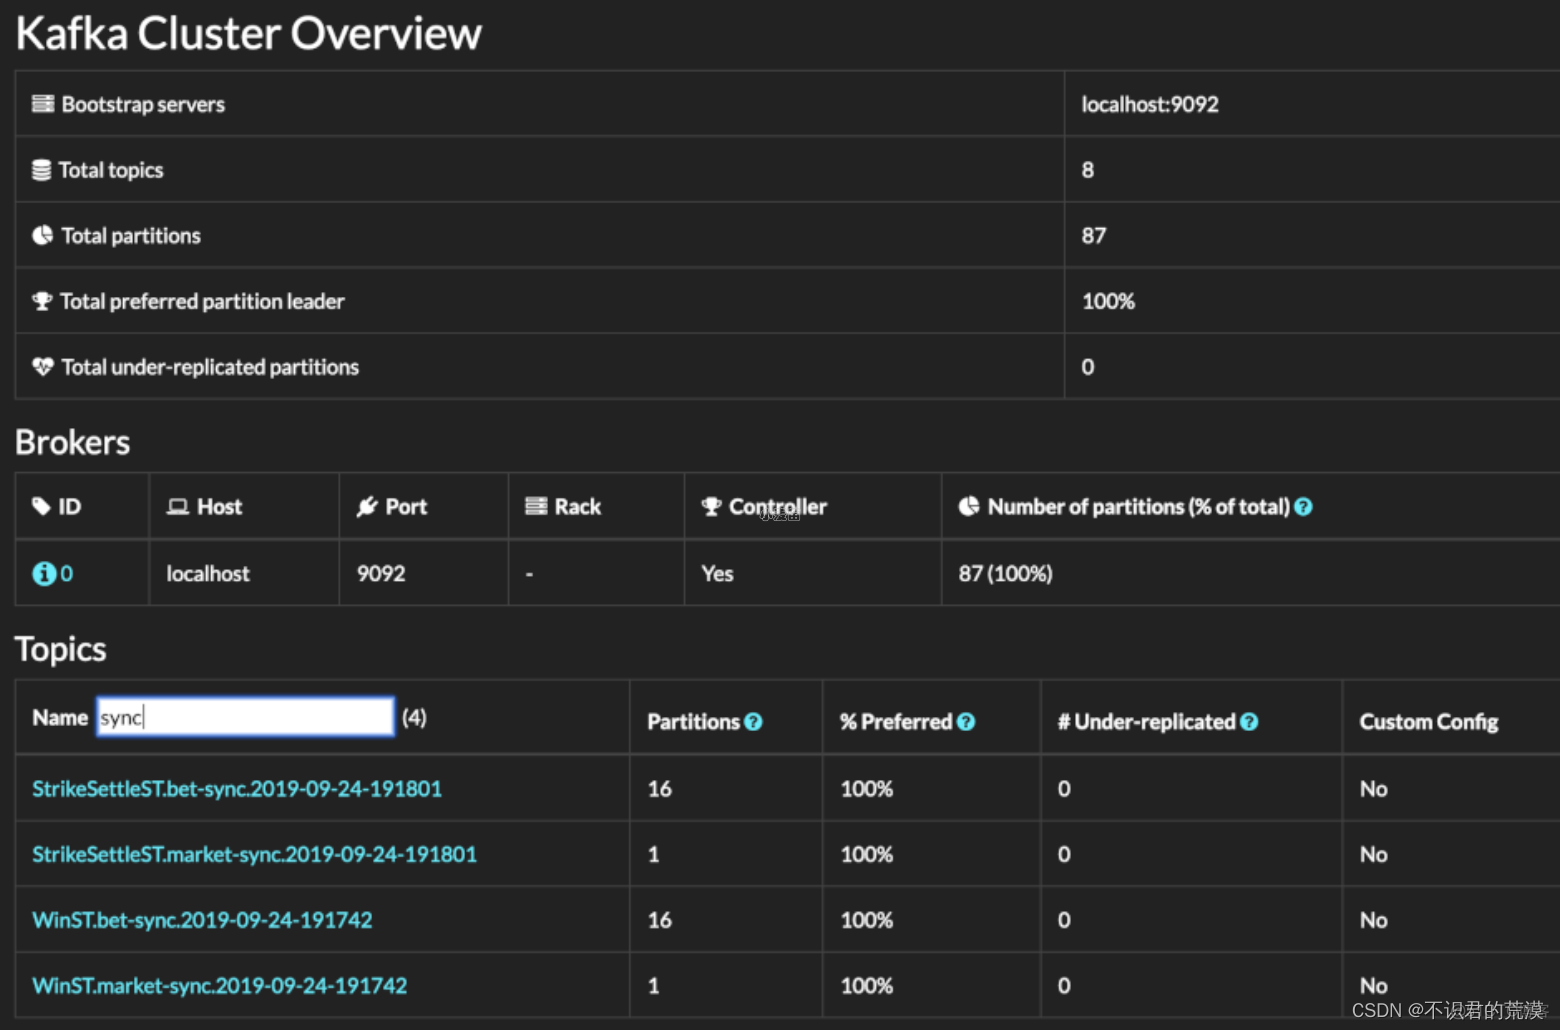 Kafka Cluster Overview
Bootstrap servers localhost:9092
Total topics 8
Total partitions 87
Total preferred partition leader 100%
Total under-replicated partitions 0
Brokers
ID Host Port Rack Controller Number of partitions (% of total)
0 localhost 9092 - Yes 87 (100%)
Topics
Name sync (4) Partitions % Preferred # Under-replicated Custom Config
StrikeSettleST.bet-sync.2019-09-24-191801 16 100% 0 No
StrikeSettleST.market-sync.2019-09-24-191801 1 100% 0 No
WinST.bet-sync.2019-09-24-191742 16 100% 0 No
WinST.market-sync.2019-09-24-191742 1 100% 0 No
CSDN @不识君的荒漠